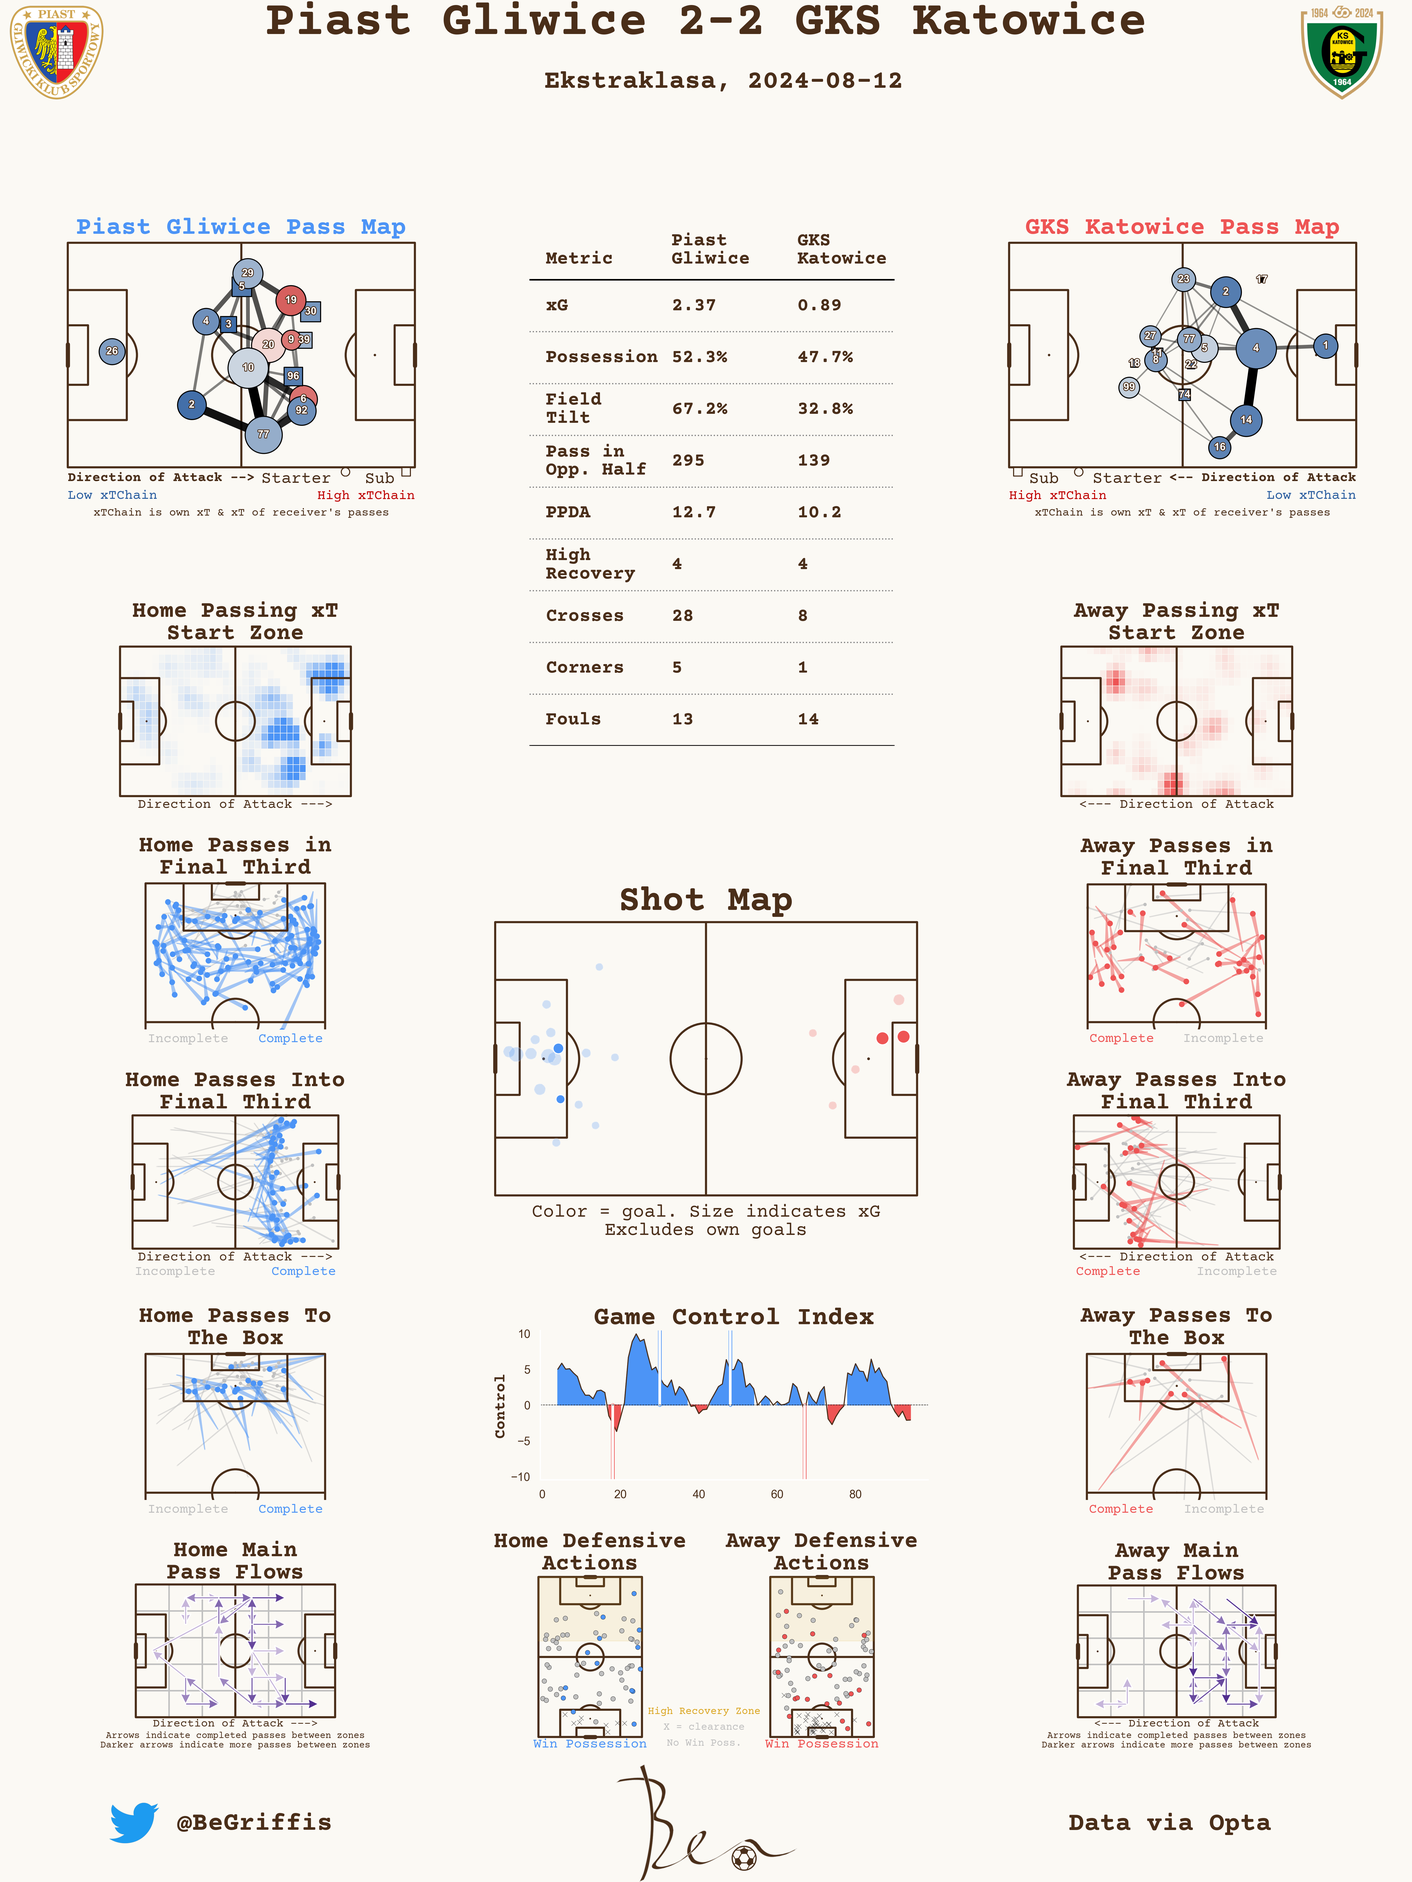 Piast Gliwice 2-2 GKS Katowice
Ekstraklasa, 2024-08-12
PIAST
GLIWICKI KLUB SPORTOWY
1964 2024
KS
KATOWICE
1964
Piast Gliwice Pass Map
29
5
19
30
4
3
20
9
39
26
10
96
6
2
92
77
Direction of Attack --> Starter Sub
Low xTChain High xTChain
xTChain is own xT & xT of receiver's passes
Metric Piast Gliwice GKS Katowice
xG 2.37 0.89
Possession 52.3% 47.7%
Field Tilt 67.2% 32.8%
Pass in Opp. Half 295 139
PPDA 12.7 10.2
High Recovery 4 4
Crosses 28 8
Corners 5 1
Fouls 13 14
GKS Katowice Pass Map
23
17
2
27
77
5
4
1
11
18
8
22
99
74
14
16
Sub Starter <-- Direction of Attack
High xTChain Low xTChain
xTChain is own xT & xT of receiver's passes
Home Passing xT
Start Zone
Direction of Attack --->
Away Passing xT
Start Zone
<--- Direction of Attack
Home Passes in
Final Third
Incomplete Complete
Away Passes in
Final Third
Complete Incomplete
Shot Map
Color = goal. Size indicates xG
Excludes own goals
Home Passes Into
Final Third
Direction of Attack --->
Incomplete Complete
Away Passes Into
Final Third
<--- Direction of Attack
Complete Incomplete
Home Passes To
The Box
Incomplete Complete
Game Control Index
Control
10
5
0
−5
−10
0 20 40 60 80
Away Passes To
The Box
Complete Incomplete
Home Main
Pass Flows
Direction of Attack --->
Arrows indicate completed passes between zones
Darker arrows indicate more passes between zones
Home Defensive
Actions
Win Possession
High Recovery Zone
X = clearance
No Win Poss.
Away Defensive
Actions
Win Possession
Away Main
Pass Flows
<--- Direction of Attack
Arrows indicate completed passes between zones
Darker arrows indicate more passes between zones
@BeGriffis
Ben
Data via Opta